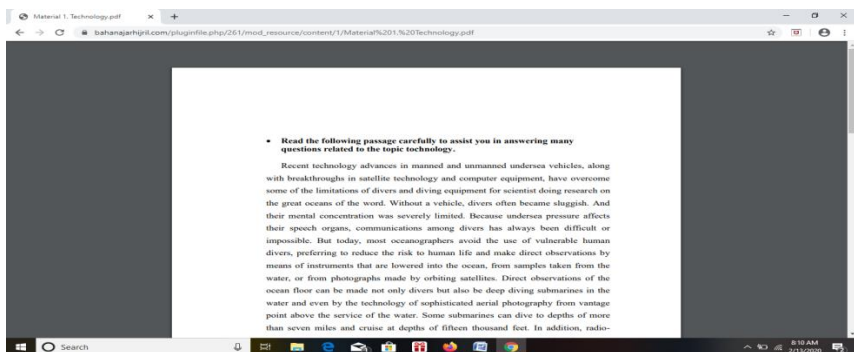 Material 1. Technology.pdf
bahanajarhijril.com/pluginfile.php/261/mod_resource/content/1/Material%201.%20Technology.pdf
• Read the following passage carefully to assist you in answering many
questions related to the topic technology.
Recent technology advances in manned and unmanned undersea vehicles, along
with breakthroughs in satellite technology and computer equipment, have overcome
some of the limitations of divers and diving equipment for scientist doing research on
the great oceans of the word. Without a vehicle, divers often became sluggish. And
their mental concentration was severely limited. Because undersea pressure affects
their speech organs, communications among divers has always been difficult or
impossible. But today, most oceanographers avoid the use of vulnerable human
divers, preferring to reduce the risk to human life and make direct observations by
means of instruments that are lowered into the ocean, from samples taken from the
water, or from photographs made by orbiting satellites. Direct observations of the
ocean floor can be made not only divers but also be deep diving submarines in the
water and even by the technology of sophisticated aerial photography from vantage
point above the service of the water. Some submarines can dive to depths of more
than seven miles and cruise at depths of fifteen thousand feet. In addition, radio-
Search
8:10 AM
2/13/2020